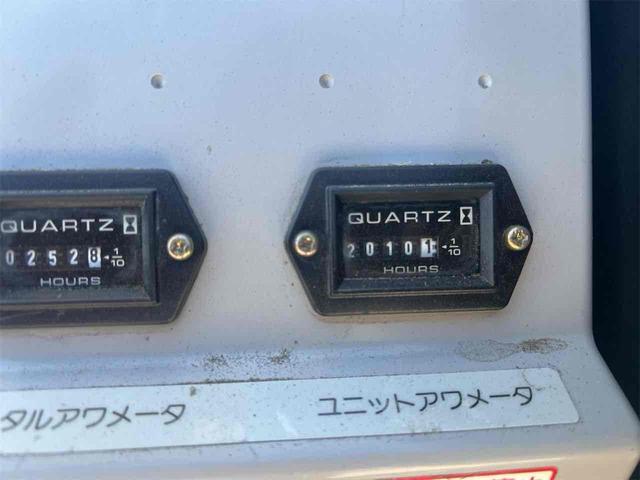 QUARTZ
02528 1/10
HOURS
QUARTZ
20101 1/10
HOURS
タルアワメータ
ユニットアワメータ